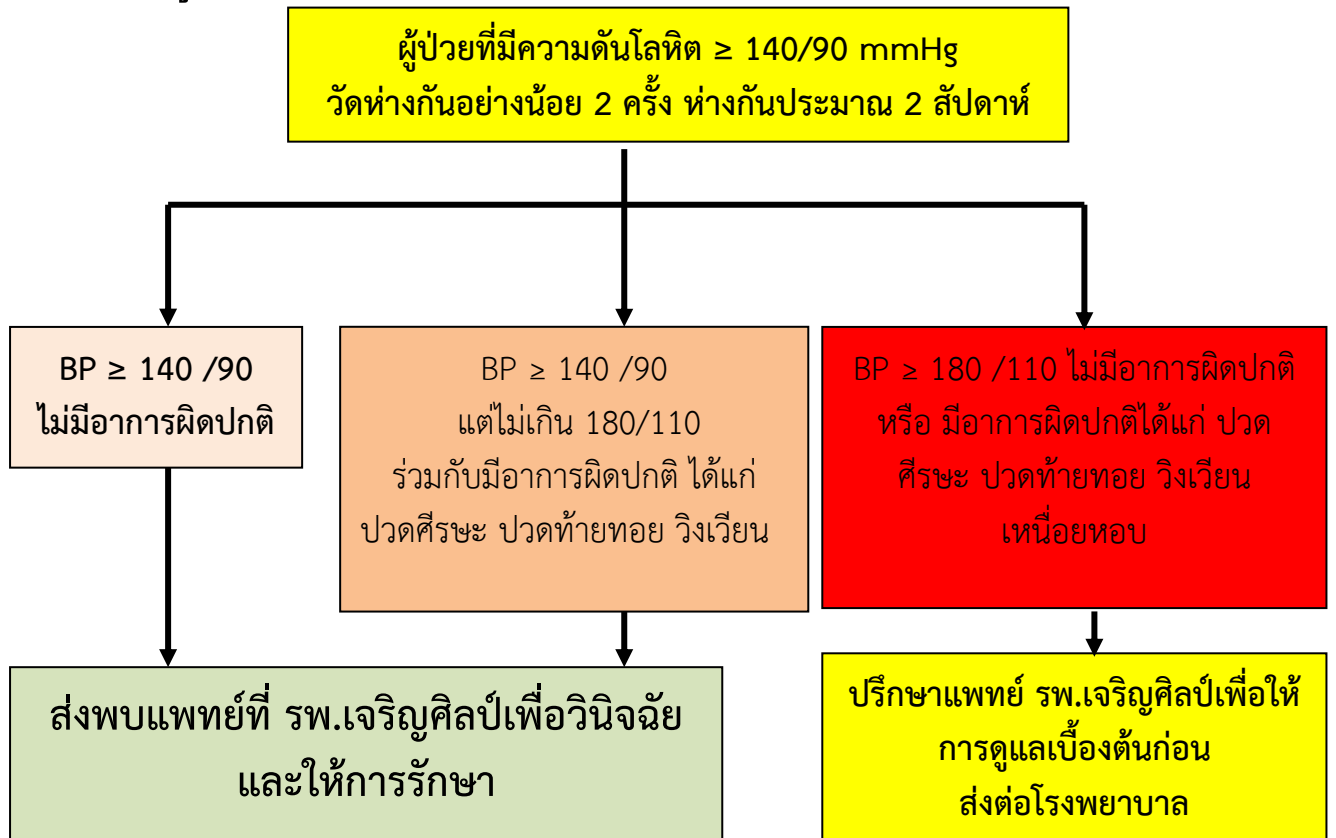 ผู้ป่วยที่มีความดันโลหิต ≥ 140/90 mmHg
วัดห่างกันอย่างน้อย 2 ครั้ง ห่างกันประมาณ 2 สัปดาห์
BP ≥ 140 /90
ไม่มีอาการผิดปกติ
BP ≥ 140 /90
แต่ไม่เกิน 180/110
ร่วมกับมีอาการผิดปกติ ได้แก่
ปวดศีรษะ ปวดท้ายทอย วิงเวียน
BP ≥ 180 /110 ไม่มีอาการผิดปกติ
หรือ มีอาการผิดปกติได้แก่ ปวด
ศีรษะ ปวดท้ายทอย วิงเวียน
เหนื่อยหอบ
ส่งพบแพทย์ที่ รพ.เจริญศิลป์เพื่อวินิจฉัย
และให้การรักษา
ปรึกษาแพทย์ รพ.เจริญศิลป์เพื่อให้
การดูแลเบื้องต้นก่อน
ส่งต่อโรงพยาบาล